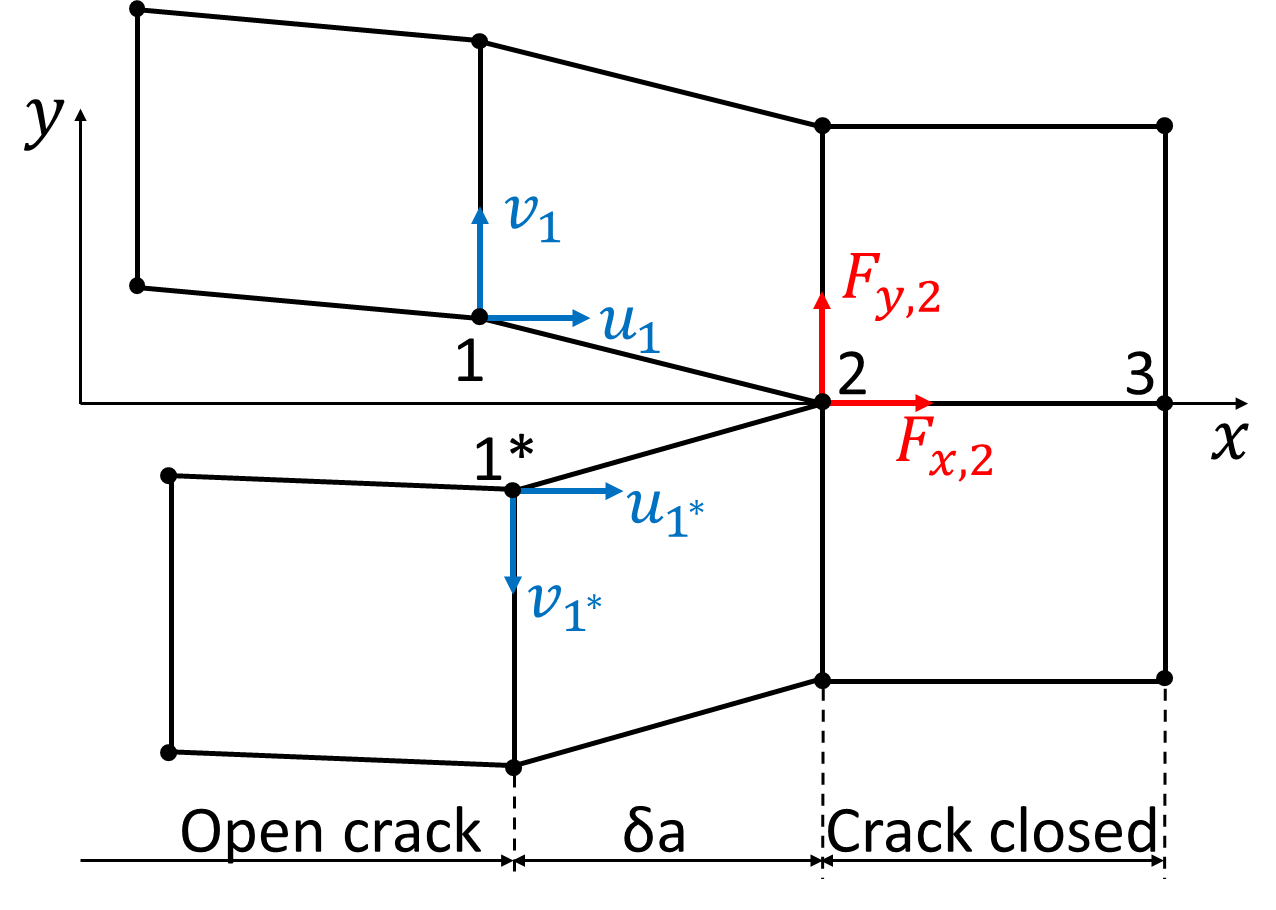 y
v₁
Fy,2
u₁
1
2
3
x
Fx,2
1*
u₁*
v₁*
Open crack
δa
Crack closed